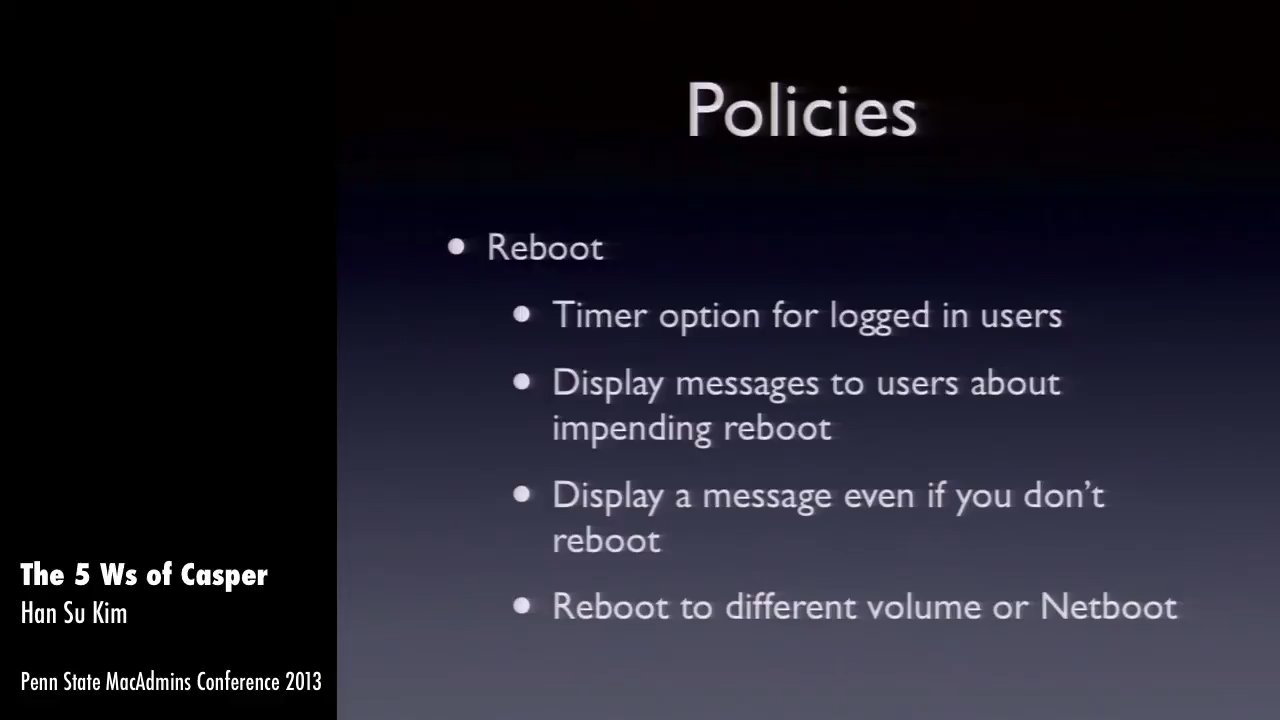 Policies
Reboot
Timer option for logged in users
Display messages to users about
impending reboot
Display a message even if you don't
reboot
Reboot to different volume or Netboot
The 5 Ws of Casper
Han Su Kim
Penn State MacAdmins Conference 2013